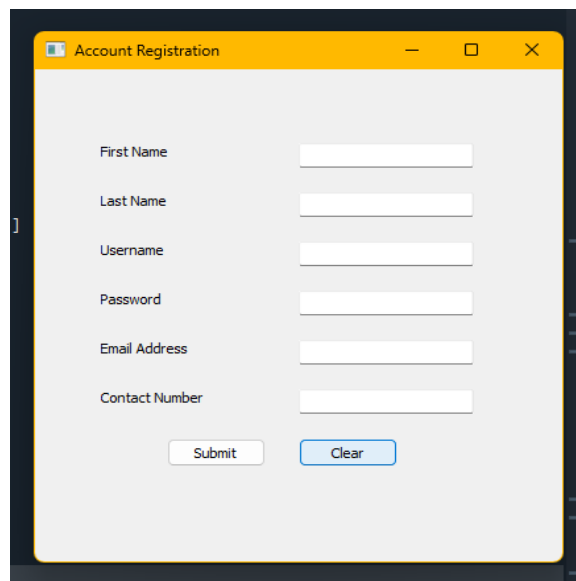 Account Registration
First Name
Last Name
]
Username
Password
Email Address
Contact Number
Submit Clear